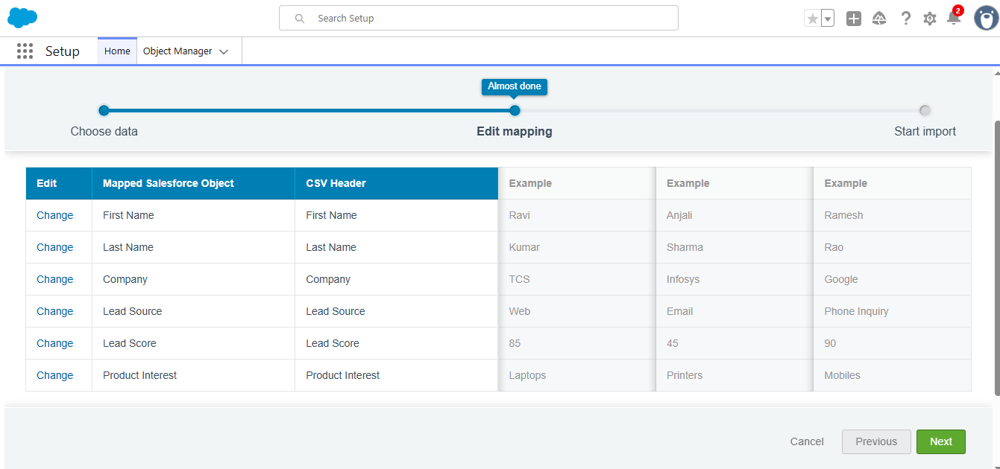 Search Setup
2
Setup Home Object Manager
Almost done
Choose data Edit mapping Start import
Edit Mapped Salesforce Object CSV Header Example Example Example
Change First Name First Name Ravi Anjali Ramesh
Change Last Name Last Name Kumar Sharma Rao
Change Company Company TCS Infosys Google
Change Lead Source Lead Source Web Email Phone Inquiry
Change Lead Score Lead Score 85 45 90
Change Product Interest Product Interest Laptops Printers Mobiles
Cancel Previous Next